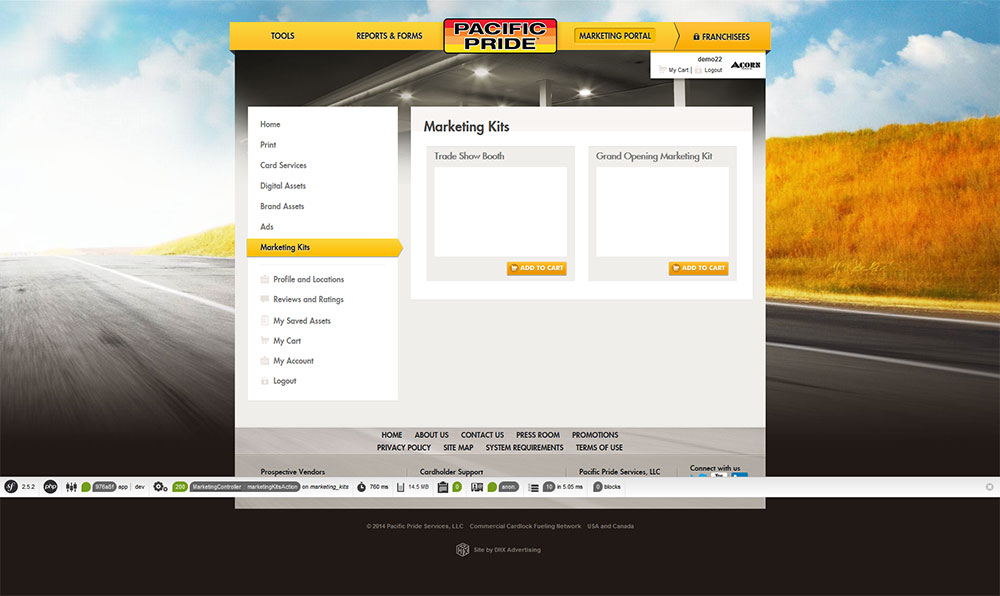 TOOLS
REPORTS & FORMS
PACIFIC
PRIDE
MARKETING PORTAL
FRANCHISEES
demo22
My Cart | Logout
ACORN
Home
Print
Card Services
Digital Assets
Brand Assets
Ads
Marketing Kits
Profile and Locations
Reviews and Ratings
My Saved Assets
My Cart
My Account
Logout
Marketing Kits
Trade Show Booth
ADD TO CART
Grand Opening Marketing Kit
ADD TO CART
HOME ABOUT US CONTACT US PRESS ROOM PROMOTIONS
PRIVACY POLICY SITE MAP SYSTEM REQUIREMENTS TERMS OF USE
Prospective Vendors
Cardholder Support
Pacific Pride Services, LLC
Connect with us
sf 2.5.2 php 976a8f app dev 200 MarketingController marketingKitsAction on marketing_kits 760 ms 14.5 MB 0 anon. 10 in 5.05 ms 0 blocks
© 2014 Pacific Pride Services, LLC Commercial Cardlock Fueling Network USA and Canada
Site by DHX Advertising